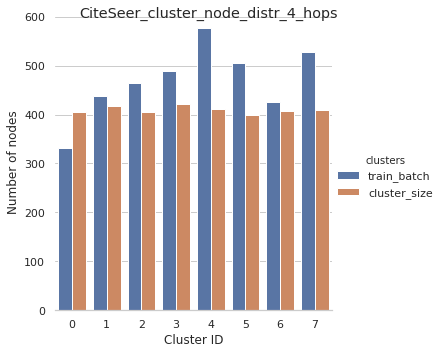 CiteSeer_cluster_node_distr_4_hops
600
500
400
300
200
100
0
Number of nodes
0 1 2 3 4 5 6 7
Cluster ID
clusters
train_batch
cluster_size